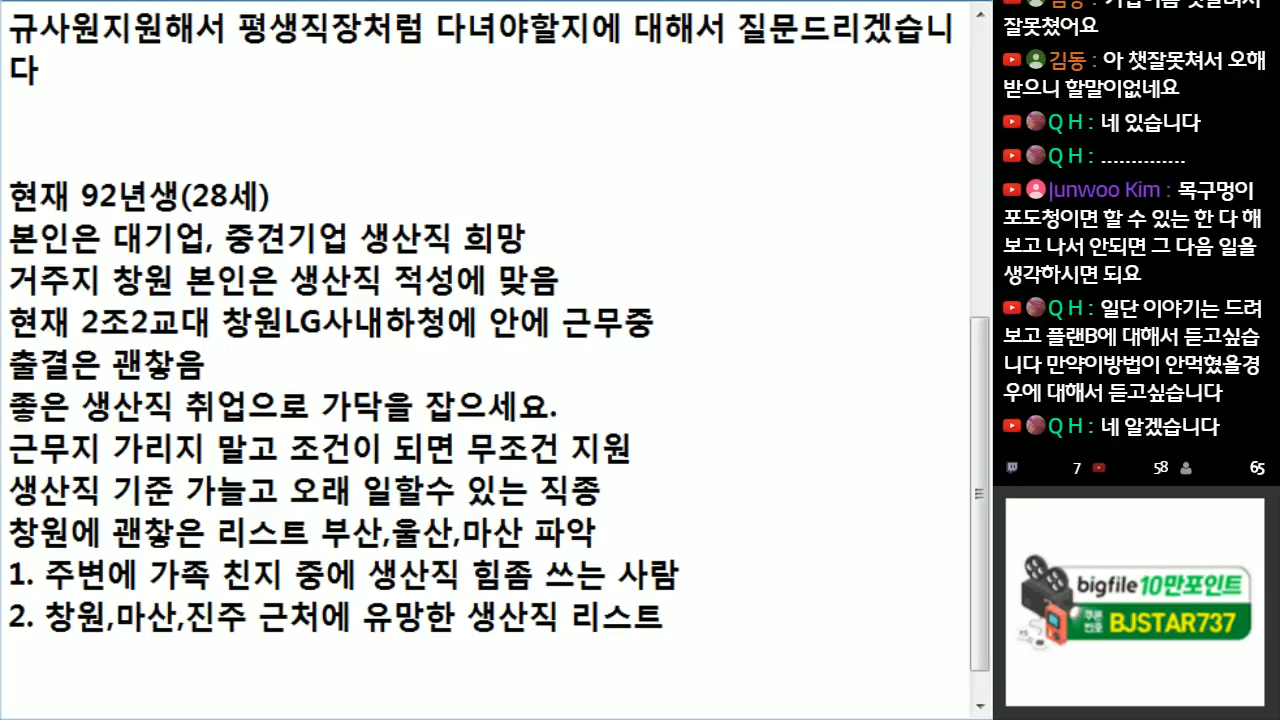 규사원지원해서 평생직장처럼 다녀야할지에 대해서 질문드리겠습니
다
현재 92년생(28세)
본인은 대기업, 중견기업 생산직 희망
거주지 창원 본인은 생산직 적성에 맞음
현재 2조2교대 창원LG사내하청에 안에 근무중
출결은 괜찮음
좋은 생산직 취업으로 가닥을 잡으세요.
근무지 가리지 말고 조건이 되면 무조건 지원
생산직 기준 가늘고 오래 일할수 있는 직종
창원에 괜찮은 리스트 부산,울산,마산 파악
1. 주변에 가족 친지 중에 생산직 힘좀 쓰는 사람
2. 창원,마산,진주 근처에 유망한 생산직 리스트
잘못쳤어요
김동 : 아 챗잘못쳐서 오해
받으니 할말이없네요
Q H : 네 있습니다
Q H : ..............
Junwoo Kim : 목구멍이
포도청이면 할 수 있는 한 다 해
보고 나서 안되면 그 다음 일을
생각하시면 되요
Q H : 일단 이야기는 드려
보고 플랜B에 대해서 듣고싶습
니다 만약이방법이 안먹혔을경
우에 대해서 듣고싶습니다
Q H : 네 알겠습니다
7 58 65
bigfile 10만포인트
쿠폰
번호 BJSTAR737